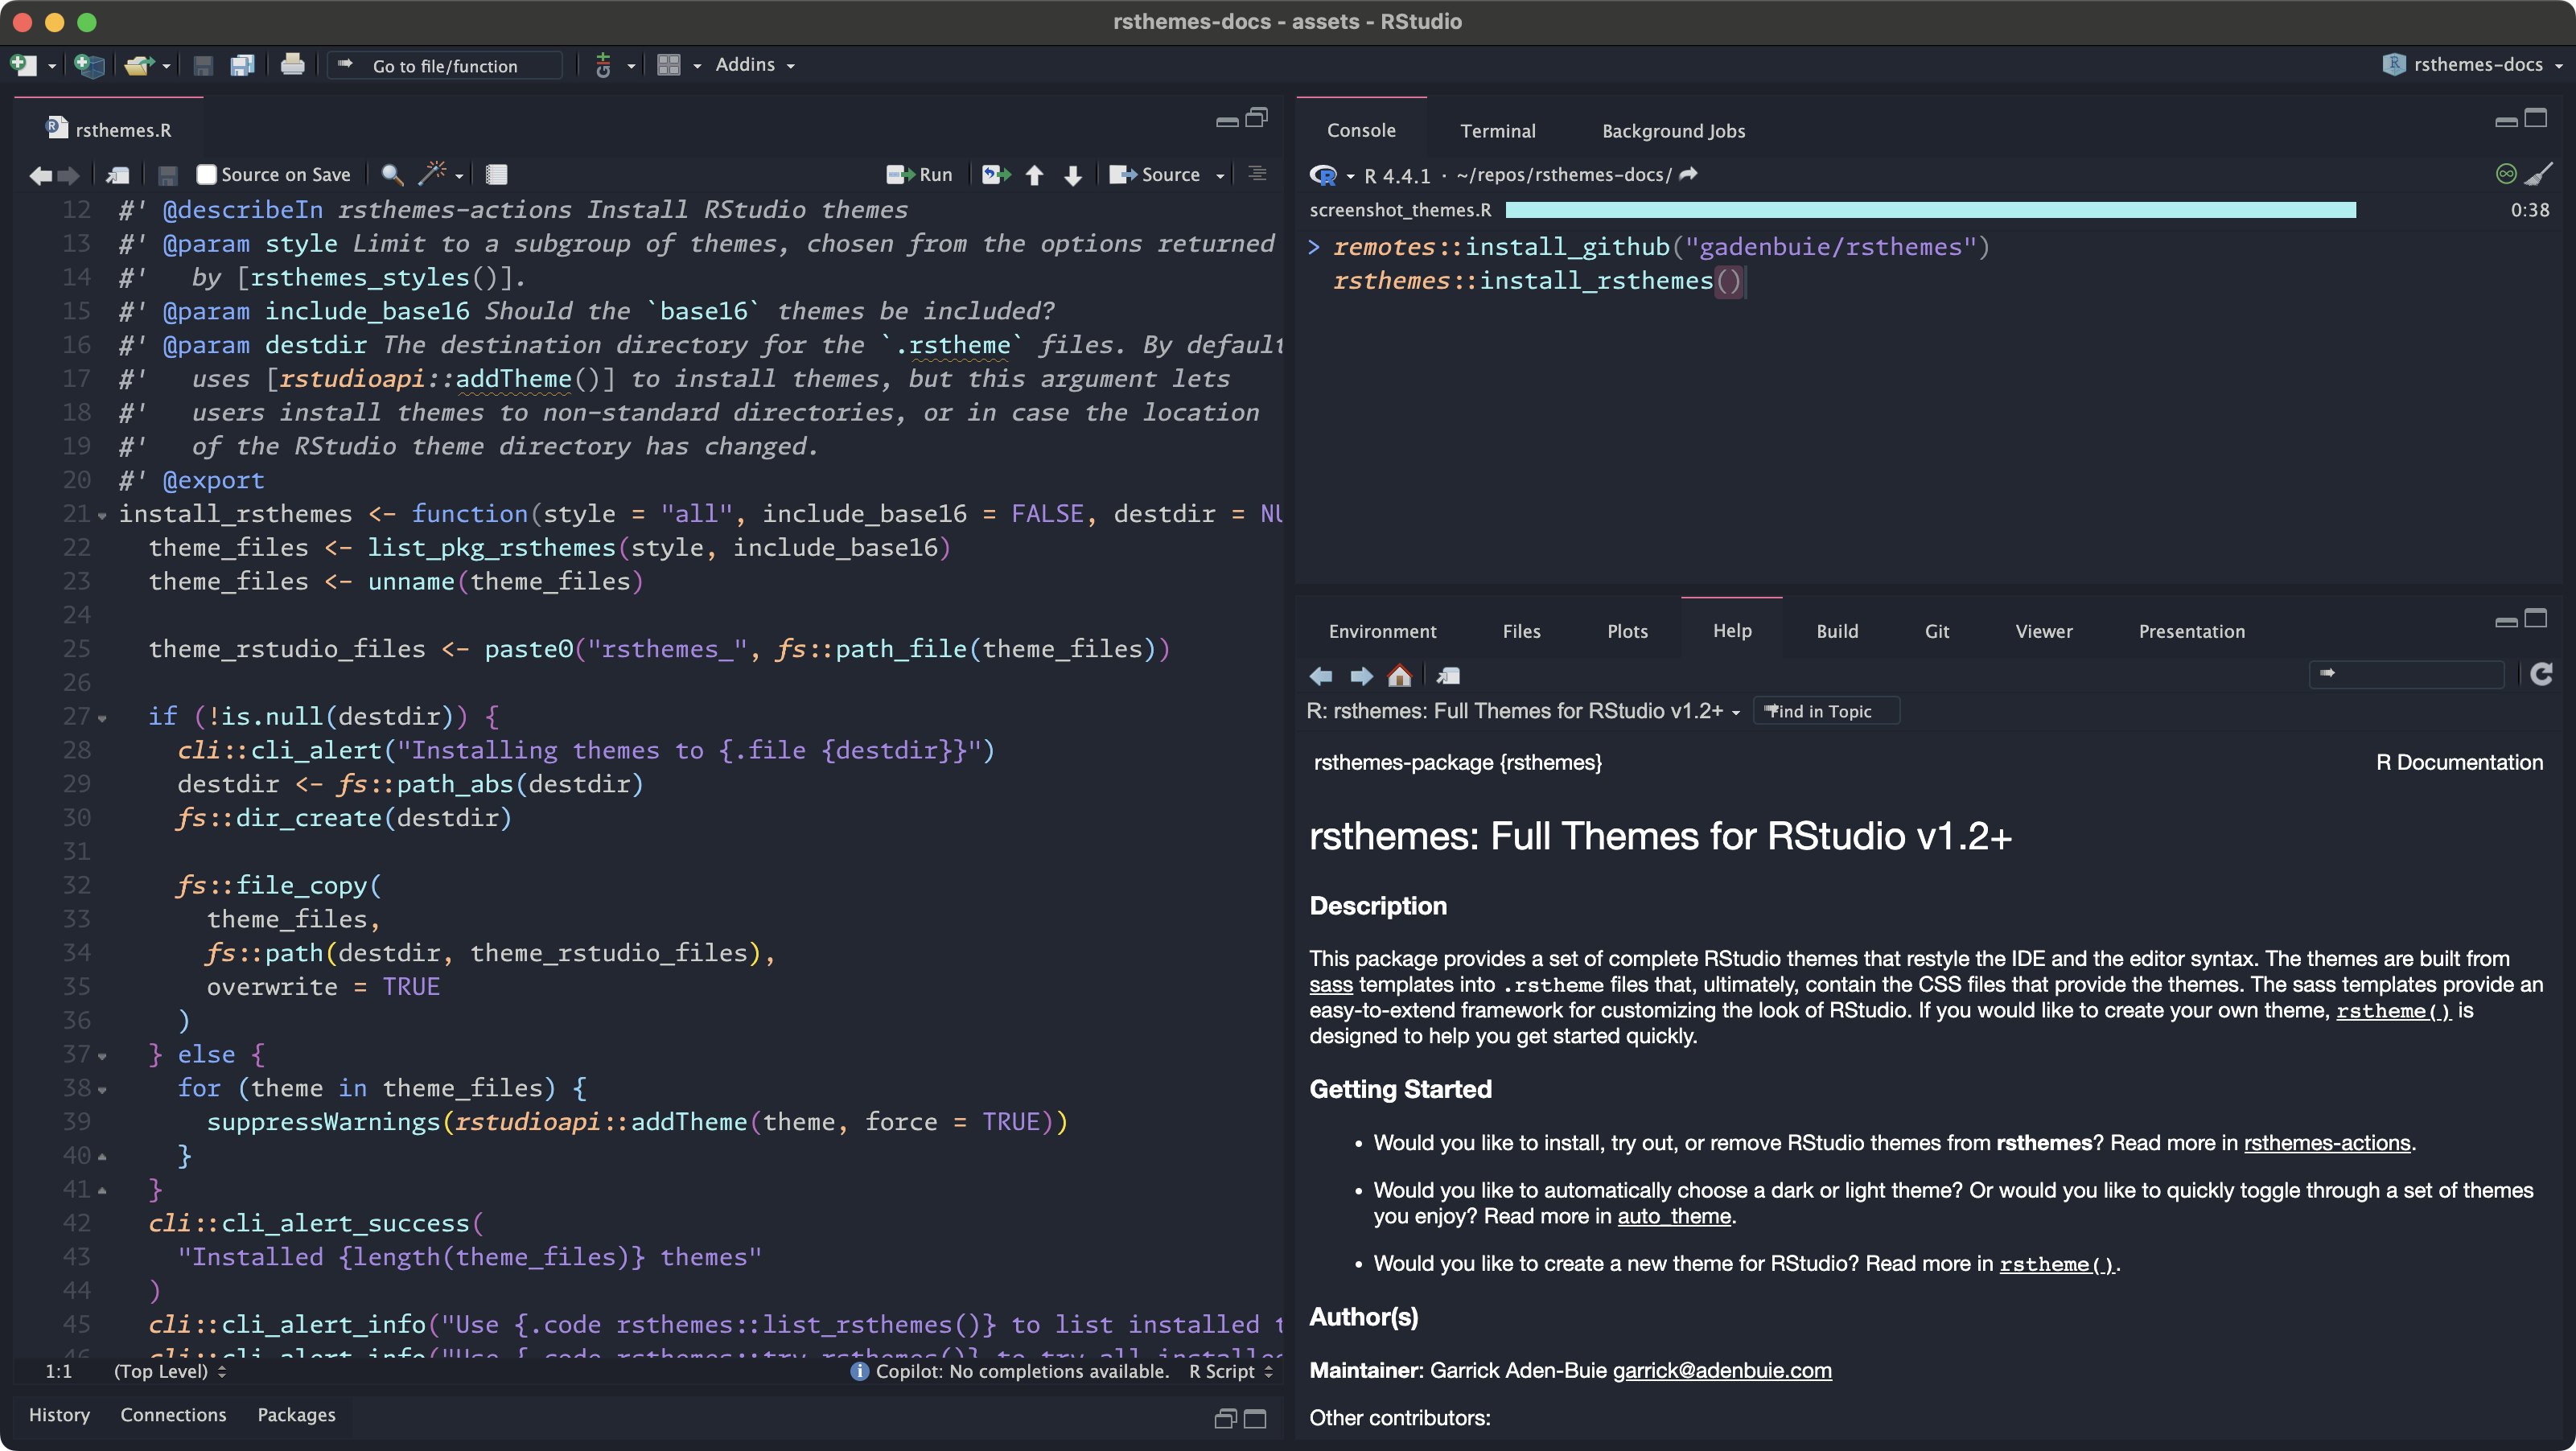 rsthemes-docs - assets - RStudio
Go to file/function
Addins
rsthemes-docs
rsthemes.R
Source on Save
Run
Source
12 #' @describeIn rsthemes-actions Install RStudio themes
13 #' @param style Limit to a subgroup of themes, chosen from the options returned
14 #'   by [rsthemes_styles()].
15 #' @param include_base16 Should the `base16` themes be included?
16 #' @param destdir The destination directory for the `.rstheme` files. By default
17 #'   uses [rstudioapi::addTheme()] to install themes, but this argument lets
18 #'   users install themes to non-standard directories, or in case the location
19 #'   of the RStudio theme directory has changed.
20 #' @export
21 install_rsthemes <- function(style = "all", include_base16 = FALSE, destdir = NU
22   theme_files <- list_pkg_rsthemes(style, include_base16)
23   theme_files <- unname(theme_files)
24
25   theme_rstudio_files <- paste0("rsthemes_", fs::path_file(theme_files))
26
27   if (!is.null(destdir)) {
28     cli::cli_alert("Installing themes to {.file {destdir}}")
29     destdir <- fs::path_abs(destdir)
30     fs::dir_create(destdir)
31
32     fs::file_copy(
33       theme_files,
34       fs::path(destdir, theme_rstudio_files),
35       overwrite = TRUE
36     )
37   } else {
38     for (theme in theme_files) {
39       suppressWarnings(rstudioapi::addTheme(theme, force = TRUE))
40     }
41   }
42   cli::cli_alert_success(
43     "Installed {length(theme_files)} themes"
44   )
45   cli::cli_alert_info("Use {.code rsthemes::list_rsthemes()} to list installed t
46   cli::cli_alert_info("Use {.code rsthemes::try_rsthemes()} to try all installed
1:1 (Top Level)
Copilot: No completions available.
R Script
History Connections Packages
Console Terminal Background Jobs
R 4.4.1 · ~/repos/rsthemes-docs/
screenshot_themes.R 0:38
> remotes::install_github("gadenbuie/rsthemes")
  rsthemes::install_rsthemes()
Environment Files Plots Help Build Git Viewer Presentation
R: rsthemes: Full Themes for RStudio v1.2+
Find in Topic
rsthemes-package {rsthemes} R Documentation
rsthemes: Full Themes for RStudio v1.2+
Description
This package provides a set of complete RStudio themes that restyle the IDE and the editor syntax. The themes are built from
sass templates into .rstheme files that, ultimately, contain the CSS files that provide the themes. The sass templates provide an
easy-to-extend framework for customizing the look of RStudio. If you would like to create your own theme, rstheme() is
designed to help you get started quickly.
Getting Started
• Would you like to install, try out, or remove RStudio themes from rsthemes? Read more in rsthemes-actions.
• Would you like to automatically choose a dark or light theme? Or would you like to quickly toggle through a set of themes
you enjoy? Read more in auto_theme.
• Would you like to create a new theme for RStudio? Read more in rstheme().
Author(s)
Maintainer: Garrick Aden-Buie garrick@adenbuie.com
Other contributors: